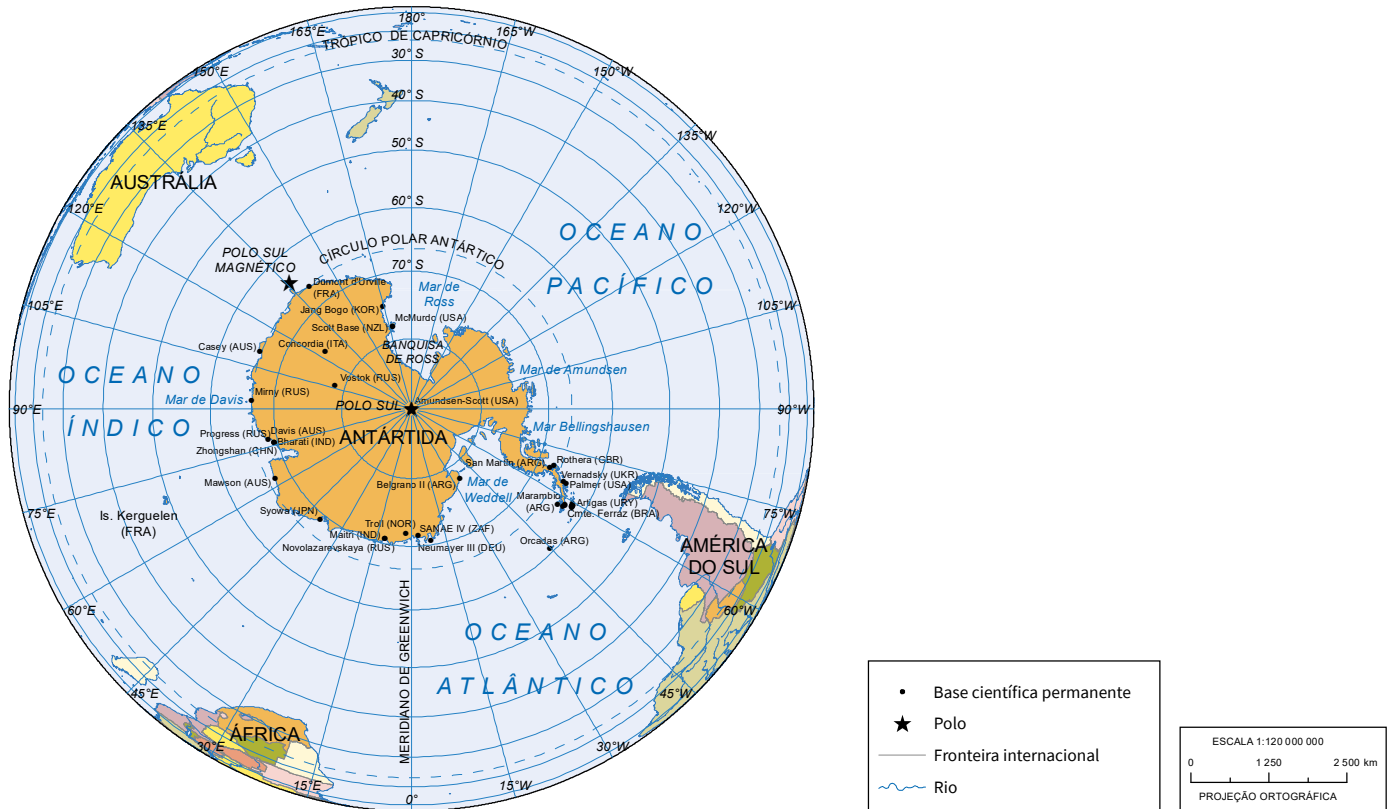 180°
165°E
165°W
TRÓPICO DE CAPRICÓRNIO
30° S
150°E
150°W
40° S
135°E
135°W
50° S
AUSTRÁLIA
60° S
120°E
120°W
OCEANO
PACÍFICO
CÍRCULO POLAR ANTÁRTICO
POLO SUL
MAGNÉTICO
70° S
Dumont d'Urville
(FRA)
Mar de
Ross
105°E
105°W
Jang Bogo (KOR)
McMurdo (USA)
Scott Base (NZL)
Casey (AUS)
Concordia (ITA)
BANQUISA
DE ROSS
OCEANO
ÍNDICO
Mar de Amundsen
Vostok (RUS)
Mirny (RUS)
Mar de Davis
POLO SUL
Amundsen-Scott (USA)
90°E
90°W
Mar Bellingshausen
Progress (RUS)
Davis (AUS)
Bharati (IND)
ANTÁRTIDA
Zhongshan (CHN)
San Martin (ARG)
Rothera (GBR)
Mawson (AUS)
Belgrano II (ARG)
Mar de
Weddell
Vernadsky (UKR)
Palmer (USA)
Marambio
(ARG)
Artigas (URY)
Cmte. Ferraz (BRA)
75°E
75°W
Is. Kerguelen
(FRA)
Syowa (JPN)
Troll (NOR)
SANAE IV (ZAF)
Maitri (IND)
Novolazarevskaya (RUS)
Neumayer III (DEU)
Orcadas (ARG)
AMÉRICA
DO SUL
60°E
60°W
MERIDIANO DE GREENWICH
OCEANO
ATLÂNTICO
45°E
45°W
ÁFRICA
30°E
30°W
15°E
15°W
0°
Base científica permanente
Polo
Fronteira internacional
Rio
ESCALA 1:120 000 000
0 1 250 2 500 km
PROJEÇÃO ORTOGRÁFICA